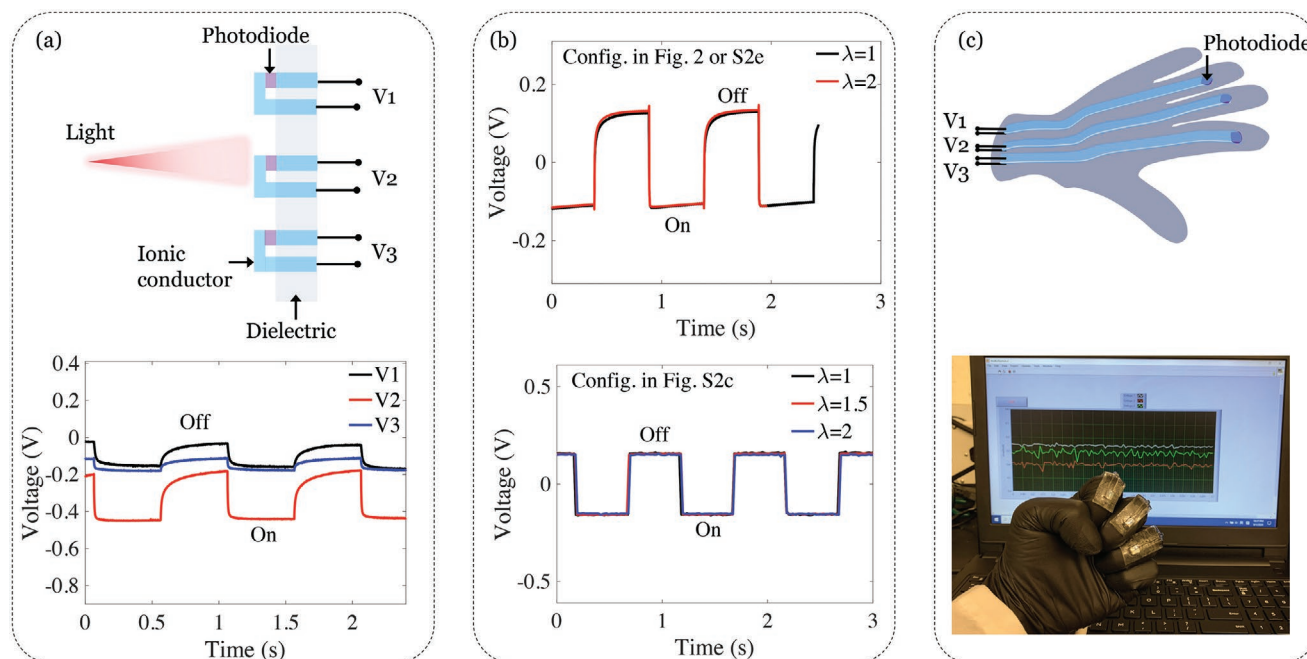 (a)
Photodiode
V1
Light
V2
V3
Ionic
conductor
Dielectric
0.4
0.2
0
-0.2
-0.4
-0.6
-0.8
Voltage (V)
V1
V2
V3
Off
On
0 0.5 1 1.5 2
Time (s)
(b)
Config. in Fig. 2 or S2e
λ=1
λ=2
0.2
0
-0.2
Voltage (V)
Off
On
0 1 2 3
Time (s)
Config. in Fig. S2c
λ=1
λ=1.5
λ=2
0.5
0
-0.5
Voltage (V)
Off
On
0 1 2 3
Time (s)
(c)
Photodiode
V1
V2
V3